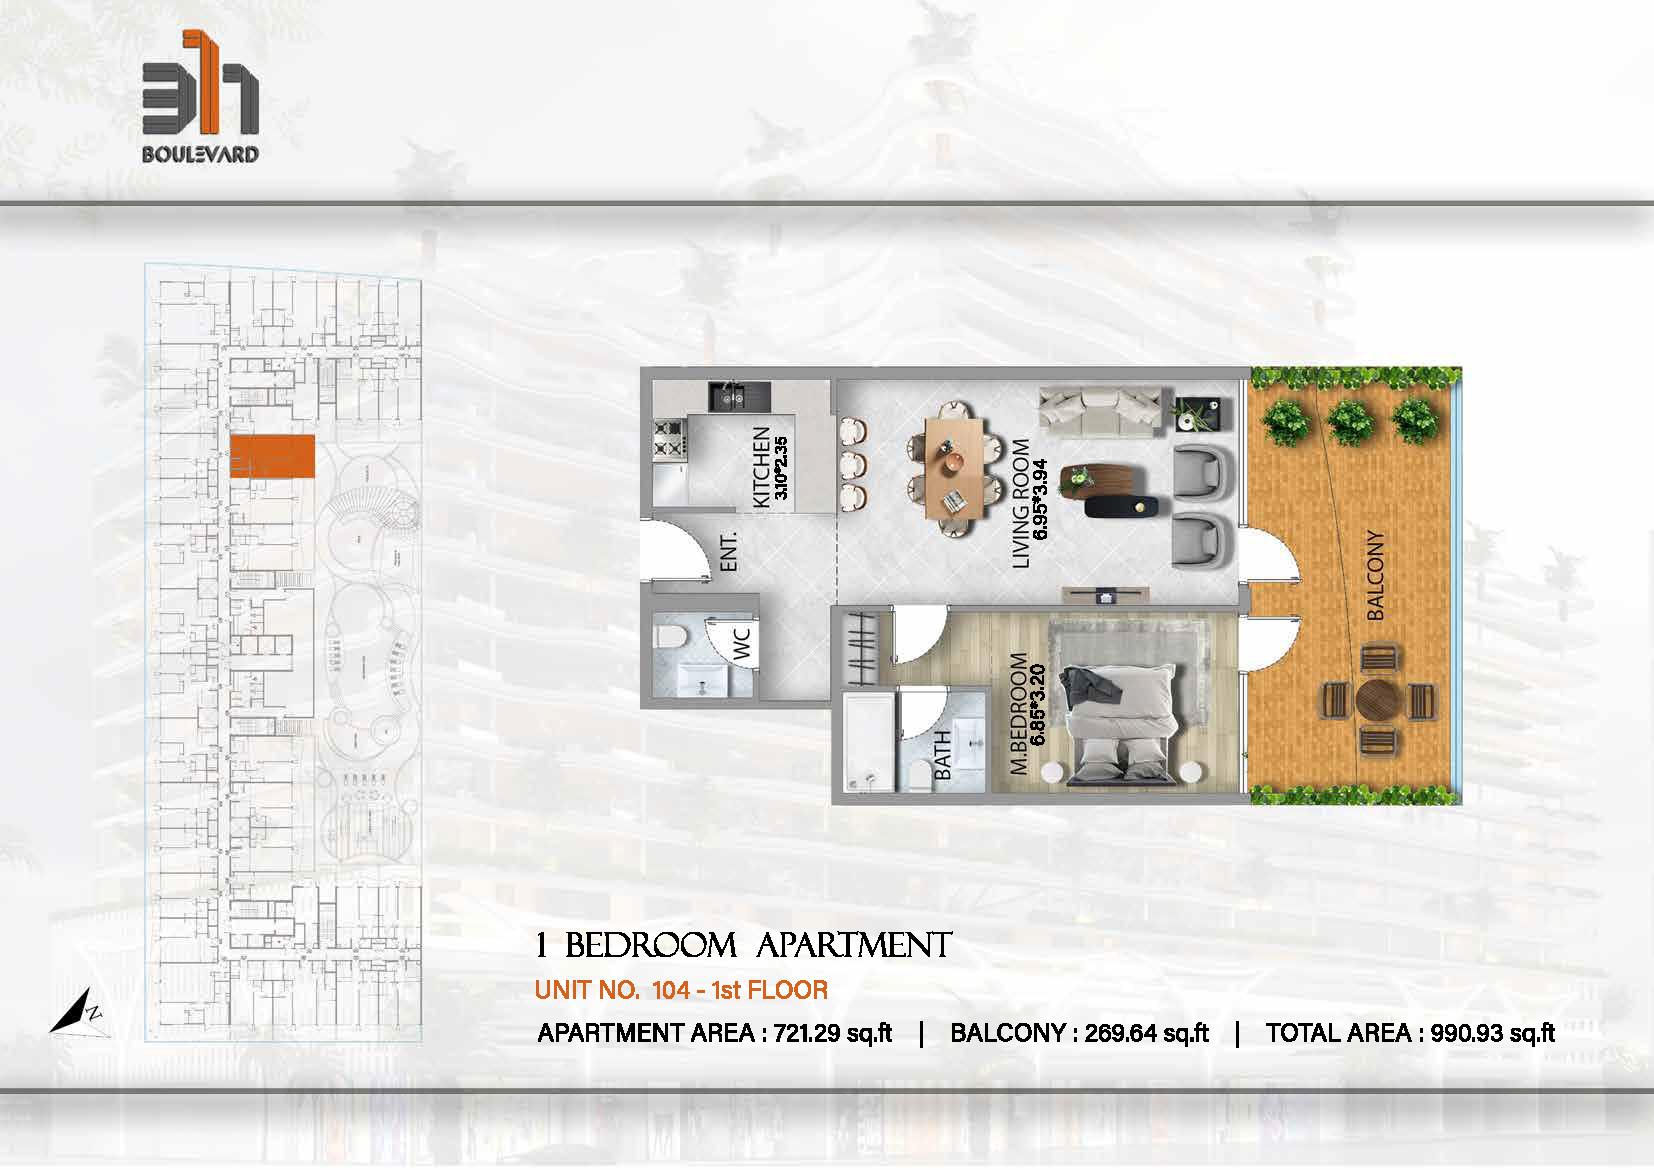 311
BOULEVARD
KITCHEN
3.10*2.35
ENT.
WC
LIVING ROOM
6.95*3.94
M.BEDROOM
6.85*3.20
BATH
BALCONY
N
1 BEDROOM APARTMENT
UNIT NO. 104 - 1st FLOOR
APARTMENT AREA : 721.29 sq.ft | BALCONY : 269.64 sq.ft | TOTAL AREA : 990.93 sq.ft